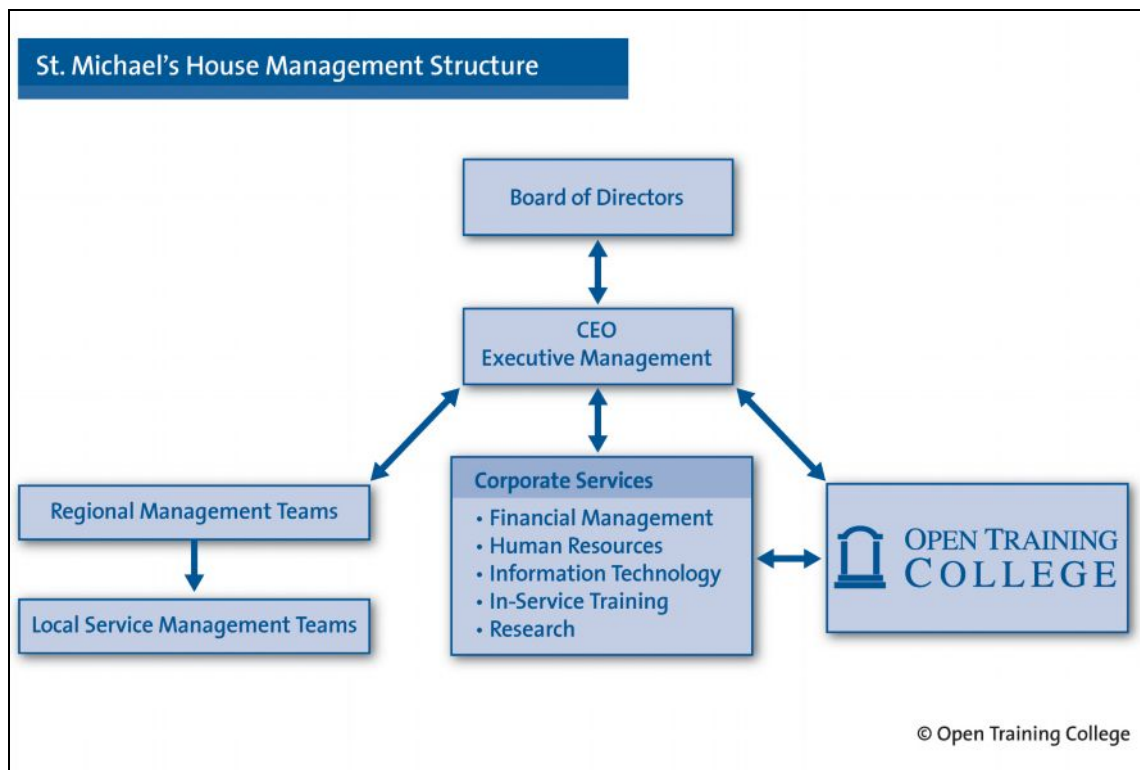 St. Michael's House Management Structure
Board of Directors
CEO
Executive Management
Regional Management Teams
Local Service Management Teams
Corporate Services
• Financial Management
• Human Resources
• Information Technology
• In-Service Training
• Research
OPEN TRAINING
COLLEGE
© Open Training College